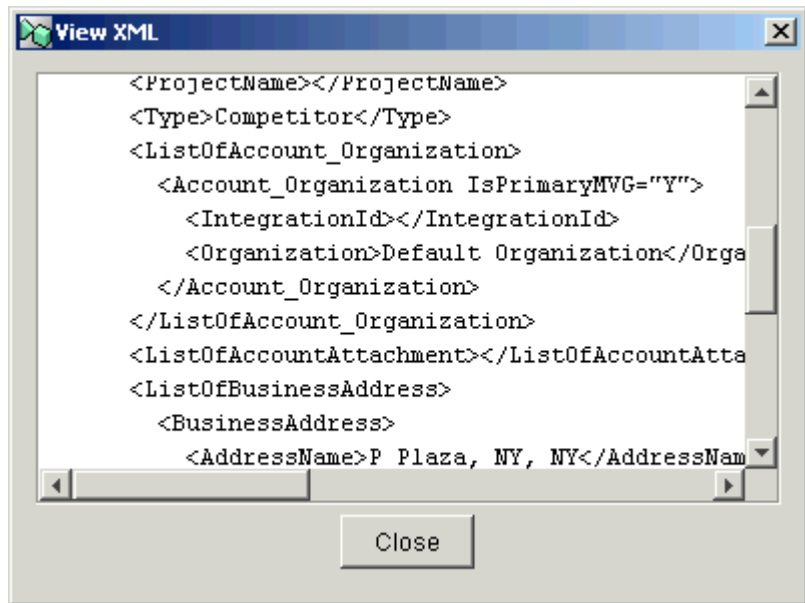 View XML
<ProjectName></ProjectName>
<Type>Competitor</Type>
<ListOfAccount_Organization>
<Account_Organization IsPrimaryMVG="Y">
<IntegrationId></IntegrationId>
<Organization>Default Organization</Orga
</Account_Organization>
</ListOfAccount_Organization>
<ListOfAccountAttachment></ListOfAccountAtta
<ListOfBusinessAddress>
<BusinessAddress>
<AddressName>P Plaza, NY, NY</AddressNam
Close